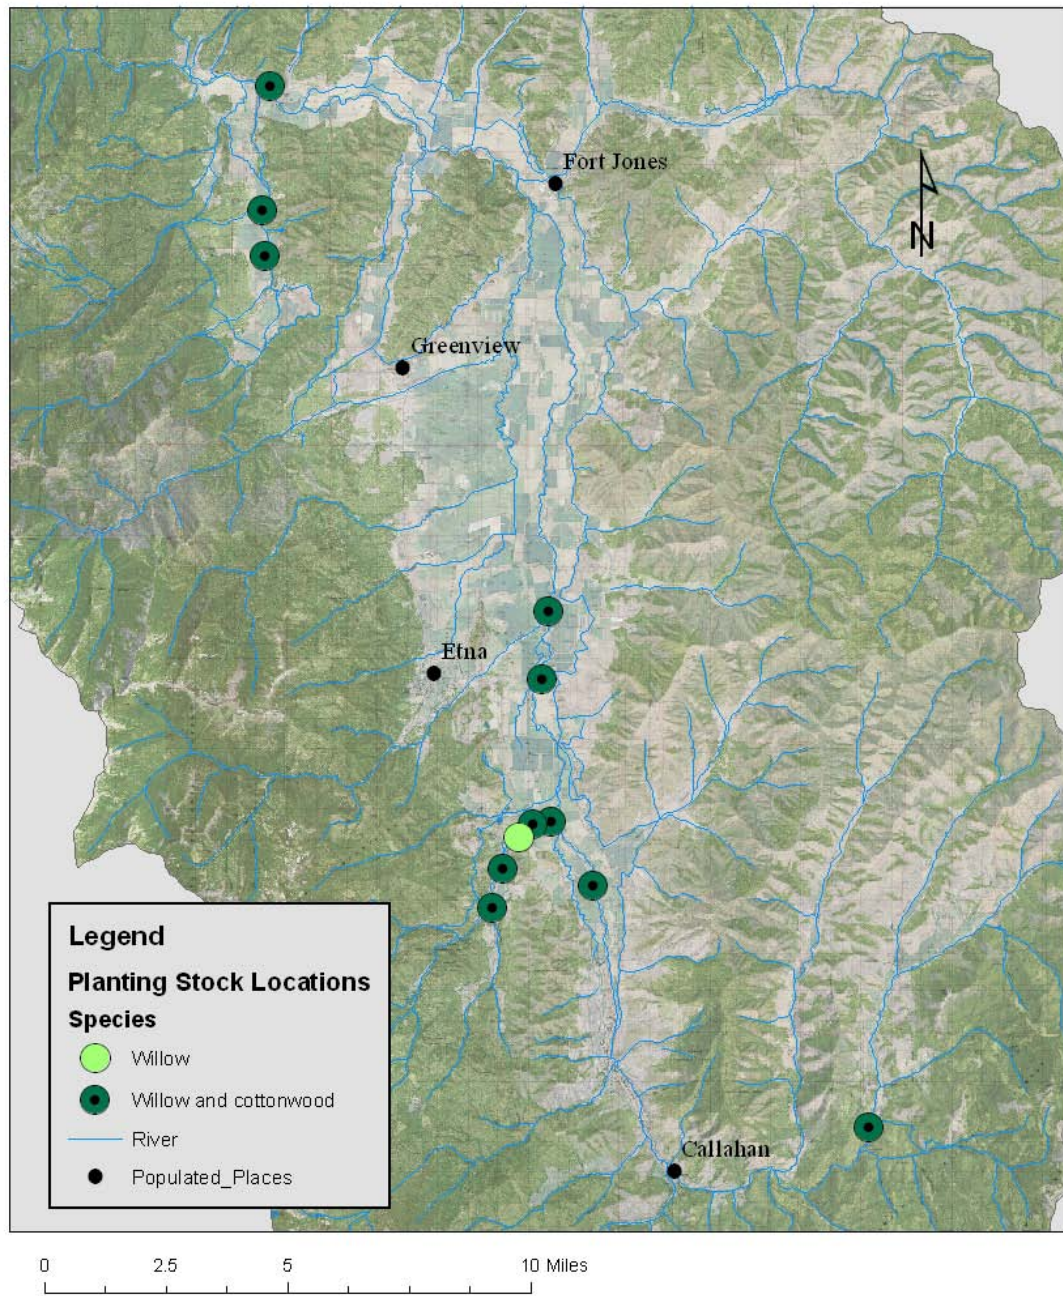 Fort Jones
N
Greenview
Etna
Legend
Planting Stock Locations
Species
Willow
Willow and cottonwood
River
Populated_Places
Callahan
0 2.5 5 10 Miles